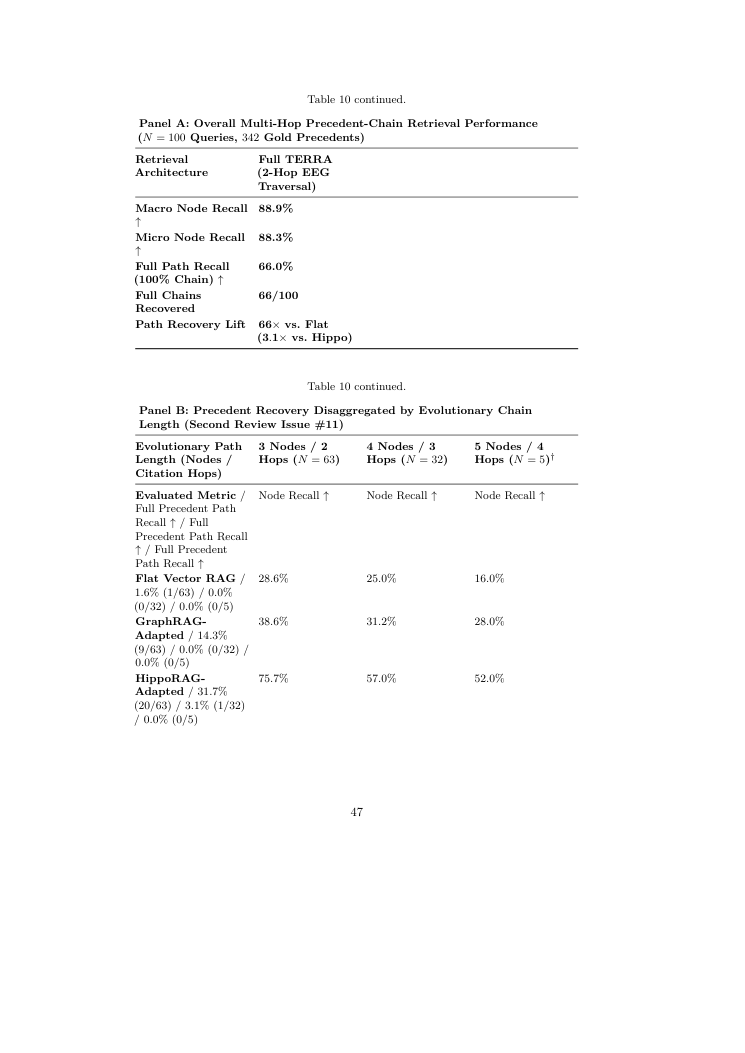 Table 10 continued.
Panel A: Overall Multi-Hop Precedent-Chain Retrieval Performance
(N = 100 Queries, 342 Gold Precedents)
Retrieval Full TERRA
Architecture (2-Hop EEG
Traversal)
Macro Node Recall 88.9%
↑
Micro Node Recall 88.3%
↑
Full Path Recall 66.0%
(100% Chain) ↑
Full Chains 66/100
Recovered
Path Recovery Lift 66× vs. Flat
(3.1× vs. Hippo)
Table 10 continued.
Panel B: Precedent Recovery Disaggregated by Evolutionary Chain
Length (Second Review Issue #11)
Evolutionary Path 3 Nodes / 2 4 Nodes / 3 5 Nodes / 4
Length (Nodes / Hops (N = 63) Hops (N = 32) Hops (N = 5)†
Citation Hops)
Evaluated Metric / Node Recall ↑ Node Recall ↑ Node Recall ↑
Full Precedent Path
Recall ↑ / Full
Precedent Path Recall
↑ / Full Precedent
Path Recall ↑
Flat Vector RAG / 28.6% 25.0% 16.0%
1.6% (1/63) / 0.0%
(0/32) / 0.0% (0/5)
GraphRAG- 38.6% 31.2% 28.0%
Adapted / 14.3%
(9/63) / 0.0% (0/32) /
0.0% (0/5)
HippoRAG- 75.7% 57.0% 52.0%
Adapted / 31.7%
(20/63) / 3.1% (1/32)
/ 0.0% (0/5)
47